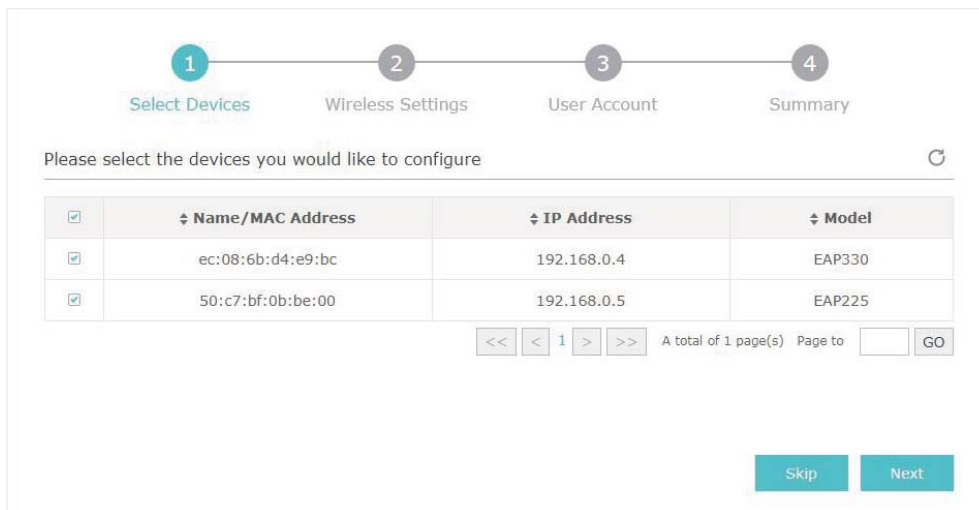 1 2 3 4
Select Devices Wireless Settings User Account Summary
Please select the devices you would like to configure
Name/MAC Address IP Address Model
ec:08:6b:d4:e9:bc 192.168.0.4 EAP330
50:c7:bf:0b:be:00 192.168.0.5 EAP225
<< < 1 > >> A total of 1 page(s) Page to GO
Skip Next